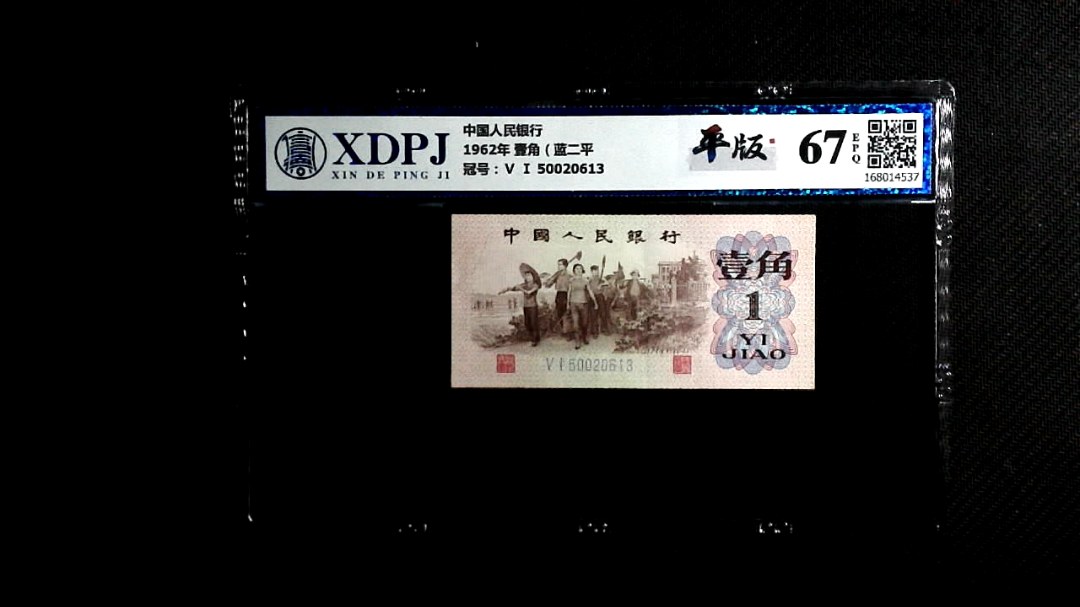 XDPJ
XIN DE PING JI
中国人民银行
1962年 壹角（蓝二平
冠号：V I 50020613
平版
67
EPQ
168014537
中國人民銀行
壹角
1
YI
JIAO
V I 50020613